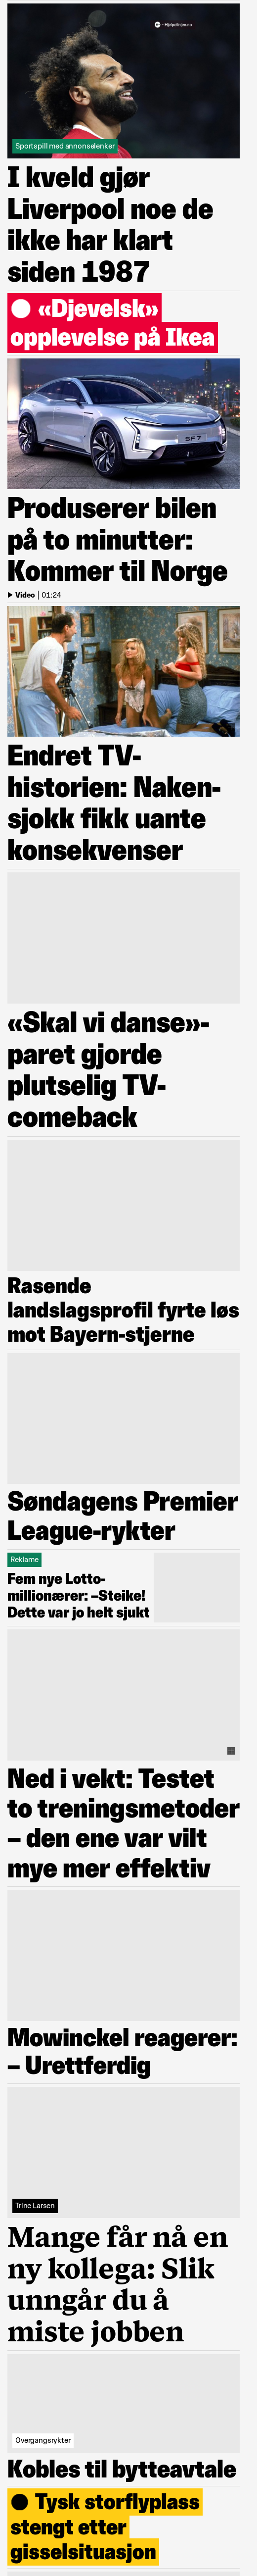 - Hjelpelinjen.no
Sportspill med annonselenker
I kveld gjør
Liverpool noe de
ikke har klart
siden 1987
«Djevelsk»
opplevelse på Ikea
SF 7
Produserer bilen
på to minutter:
Kommer til Norge
Video | 01:24
Endret TV-
historien: Naken-
sjokk fikk uante
konsekvenser
«Skal vi danse»-
paret gjorde
plutselig TV-
comeback
Rasende
landslagsprofil fyrte løs
mot Bayern-stjerne
Søndagens Premier
League-rykter
Reklame
Fem nye Lotto-
millionærer: –Steike!
Dette var jo helt sjukt
Ned i vekt: Testet
to treningsmetoder
– den ene var vilt
mye mer effektiv
Mowinckel reagerer:
– Urettferdig
Trine Larsen
Mange får nå en
ny kollega: Slik
unngår du å
miste jobben
Overgangsrykter
Kobles til bytteavtale
Tysk storflyplass
stengt etter
gisselsituasjon